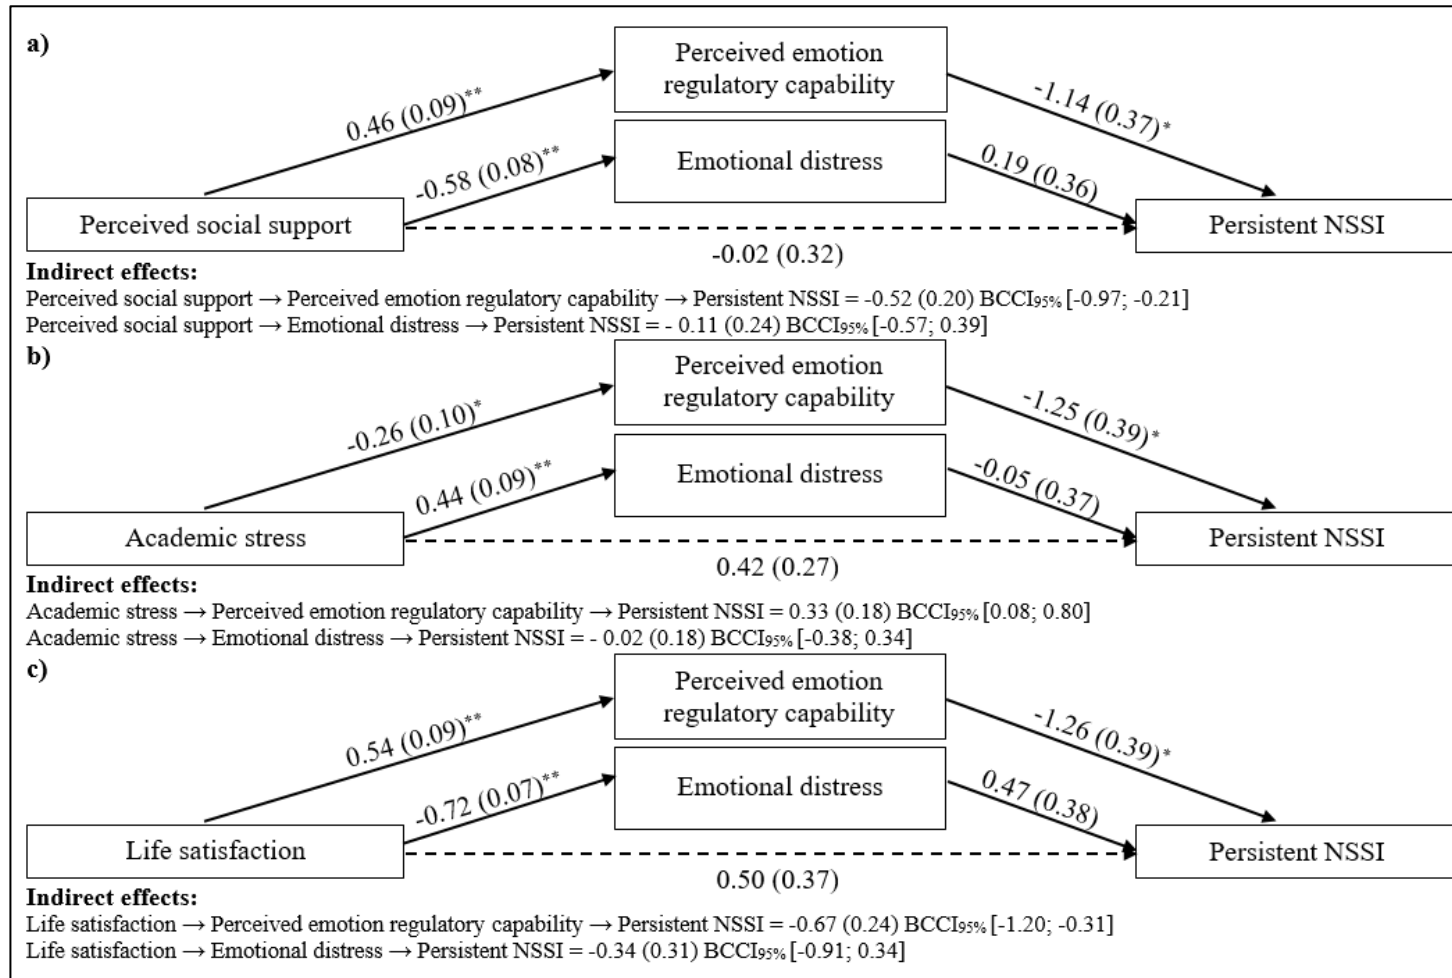 a)
Perceived emotion
regulatory capability
0.46 (0.09)**
-1.14 (0.37)*
Emotional distress
-0.58 (0.08)**
0.19 (0.36)
Perceived social support
Persistent NSSI
-0.02 (0.32)
Indirect effects:
Perceived social support → Perceived emotion regulatory capability → Persistent NSSI = -0.52 (0.20) BCCI95% [-0.97; -0.21]
Perceived social support → Emotional distress → Persistent NSSI = - 0.11 (0.24) BCCI95% [-0.57; 0.39]
b)
Perceived emotion
regulatory capability
-0.26 (0.10)*
-1.25 (0.39)*
Emotional distress
0.44 (0.09)**
-0.05 (0.37)
Academic stress
Persistent NSSI
0.42 (0.27)
Indirect effects:
Academic stress → Perceived emotion regulatory capability → Persistent NSSI = 0.33 (0.18) BCCI95% [0.08; 0.80]
Academic stress → Emotional distress → Persistent NSSI = - 0.02 (0.18) BCCI95% [-0.38; 0.34]
c)
Perceived emotion
regulatory capability
0.54 (0.09)**
-1.26 (0.39)*
Emotional distress
-0.72 (0.07)**
0.47 (0.38)
Life satisfaction
Persistent NSSI
0.50 (0.37)
Indirect effects:
Life satisfaction → Perceived emotion regulatory capability → Persistent NSSI = -0.67 (0.24) BCCI95% [-1.20; -0.31]
Life satisfaction → Emotional distress → Persistent NSSI = -0.34 (0.31) BCCI95% [-0.91; 0.34]